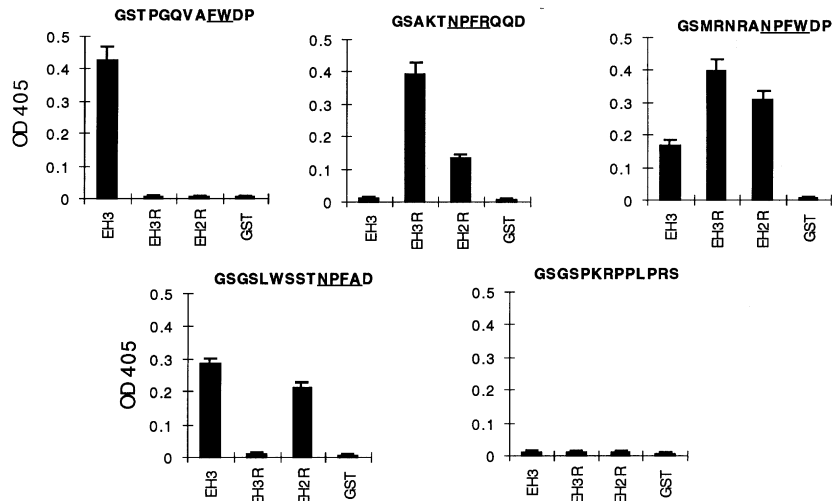 GSTPGQVAFWDP
OD 405
0.5
0.4
0.3
0.2
0.1
0
EH3
EH3R
EH2R
GST
GSAKTNPFRQQD
0.5
0.4
0.3
0.2
0.1
0
EH3
EH3R
EH2R
GST
GSMRNRANPFWDP
0.5
0.4
0.3
0.2
0.1
0
EH3
EH3R
EH2R
GST
GSGSLWSSTNPFAD
OD 405
0.5
0.4
0.3
0.2
0.1
0
EH3
EH3R
EH2R
GST
GSGSPKRPPLPRS
0.5
0.4
0.3
0.2
0.1
0
EH3
EH3R
EH2R
GST